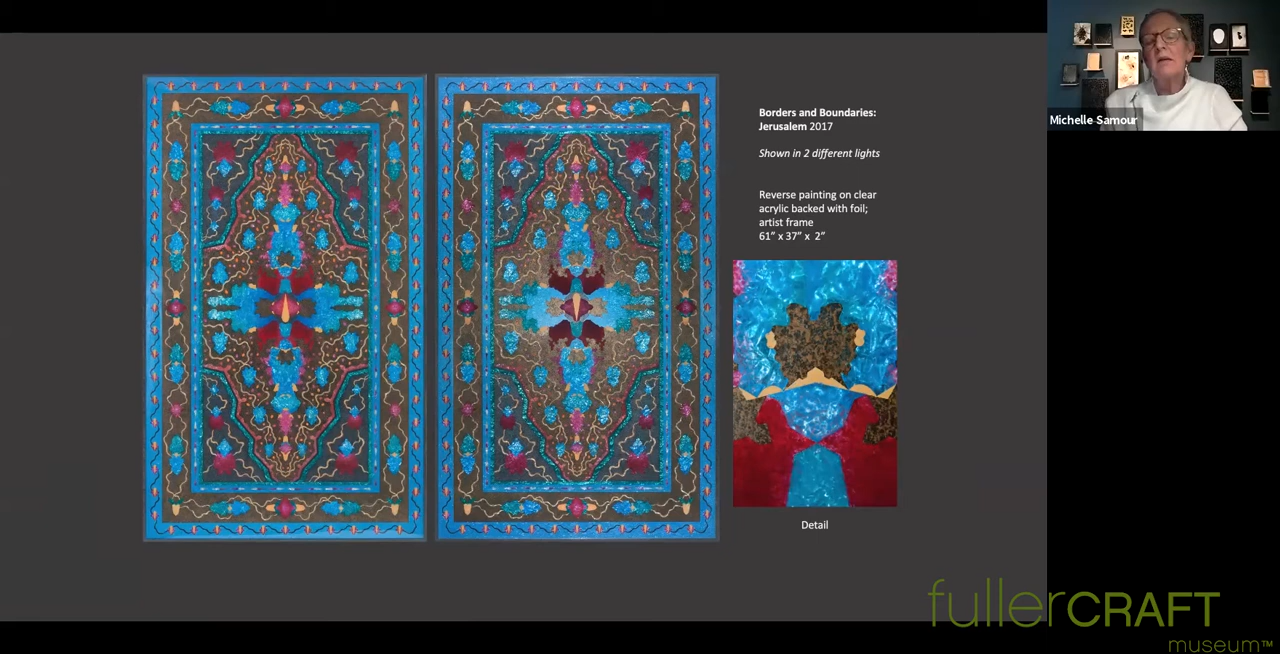 Michelle Samour
Borders and Boundaries:
Jerusalem 2017
Shown in 2 different lights
Reverse painting on clear
acrylic backed with foil;
artist frame
61” x 37” x 2”
Detail
fullerCRAFT
museum™